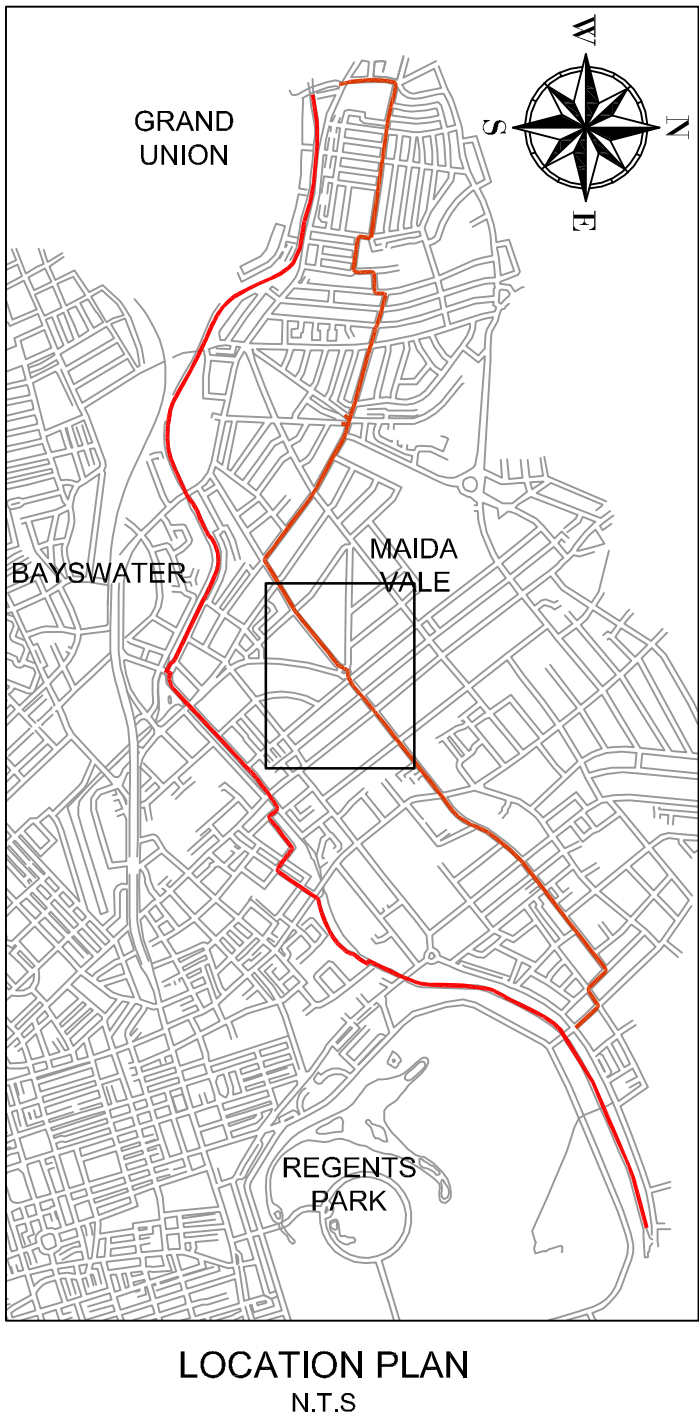 W
N
S
E
GRAND
UNION
MAIDA
VALE
BAYSWATER
REGENTS
PARK
LOCATION PLAN
N.T.S